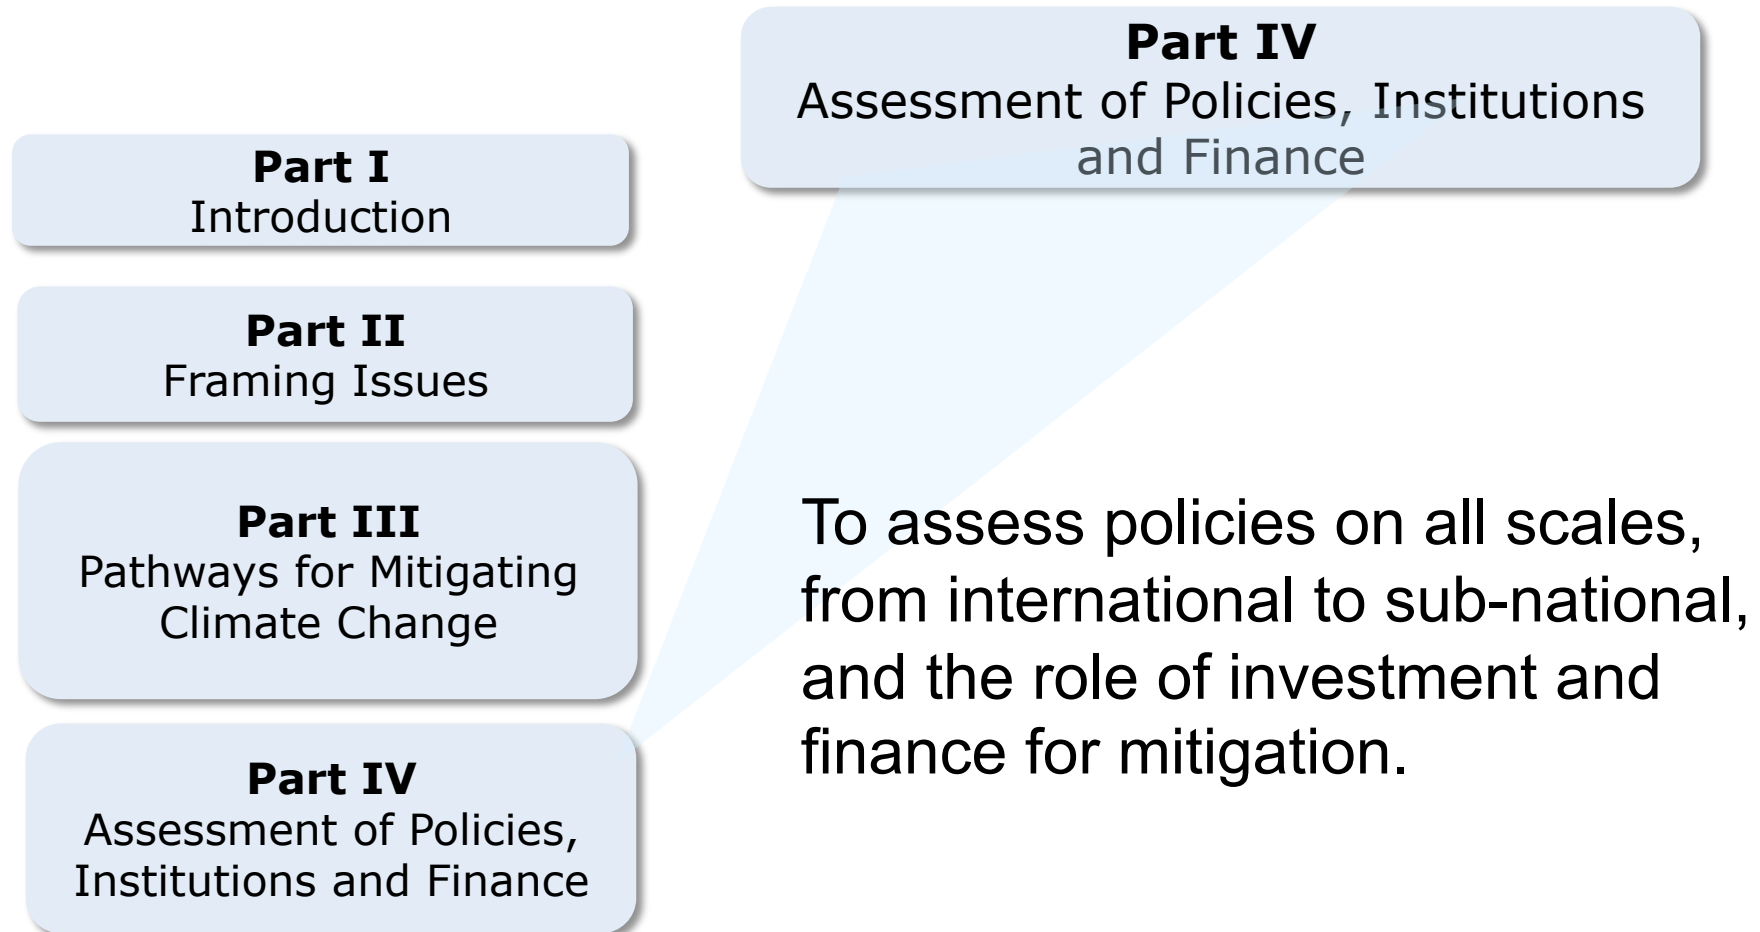 Part I
Introduction
Part II
Framing Issues
Part III
Pathways for Mitigating
Climate Change
Part IV
Assessment of Policies,
Institutions and Finance
Part IV
Assessment of Policies, Institutions
and Finance
To assess policies on all scales,
from international to sub-national,
and the role of investment and
finance for mitigation.